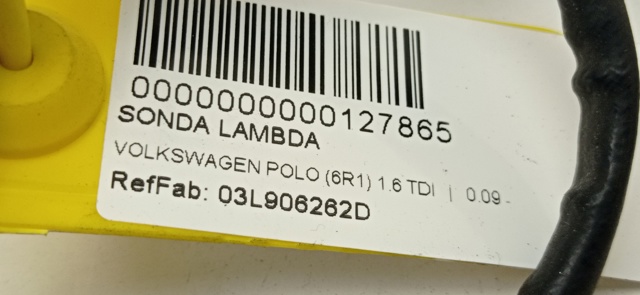 0000000000127865
SONDA LAMBDA
VOLKSWAGEN POLO (6R1) 1.6 TDI | 0.09 -
RefFab: 03L906262D